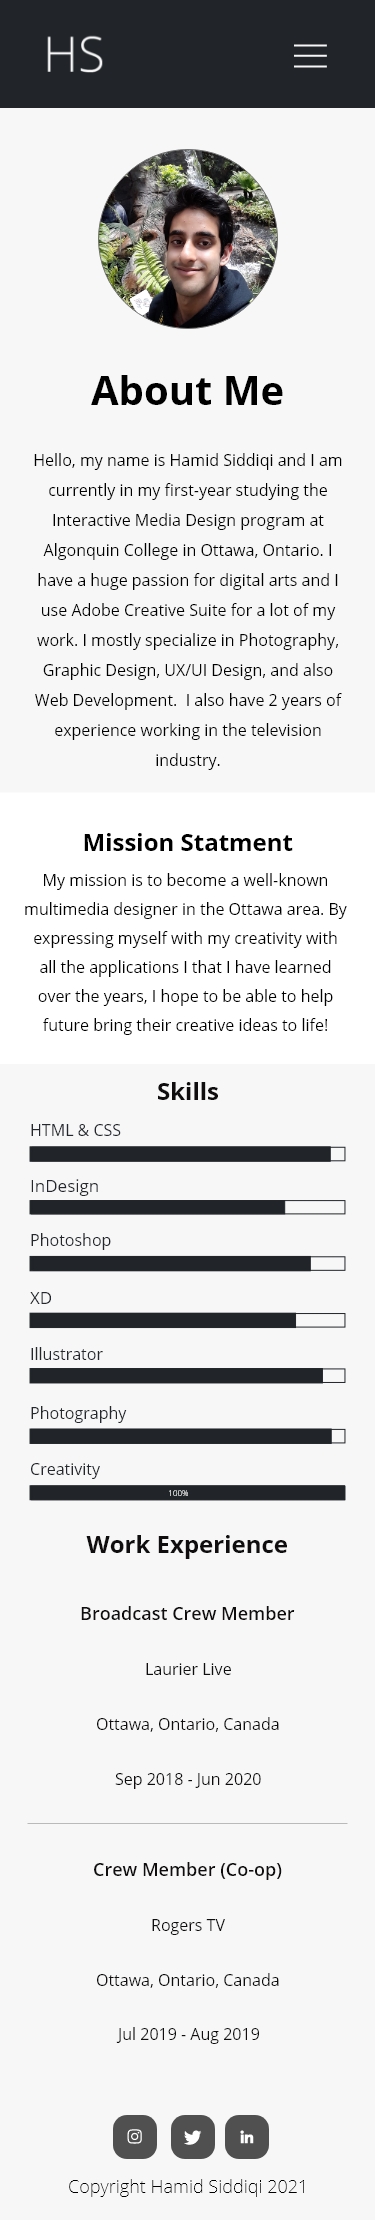 HS
About Me
Hello, my name is Hamid Siddiqi and I am
currently in my first-year studying the
Interactive Media Design program at
Algonquin College in Ottawa, Ontario. I
have a huge passion for digital arts and I
use Adobe Creative Suite for a lot of my
work. I mostly specialize in Photography,
Graphic Design, UX/UI Design, and also
Web Development.  I also have 2 years of
experience working in the television
industry.
Mission Statment
My mission is to become a well-known
multimedia designer in the Ottawa area. By
expressing myself with my creativity with
all the applications I that I have learned
over the years, I hope to be able to help
future bring their creative ideas to life!
Skills
HTML & CSS
InDesign
Photoshop
XD
Illustrator
Photography
Creativity
100%
Work Experience
Broadcast Crew Member
Laurier Live
Ottawa, Ontario, Canada
Sep 2018 - Jun 2020
Crew Member (Co-op)
Rogers TV
Ottawa, Ontario, Canada
Jul 2019 - Aug 2019
in
Copyright Hamid Siddiqi 2021